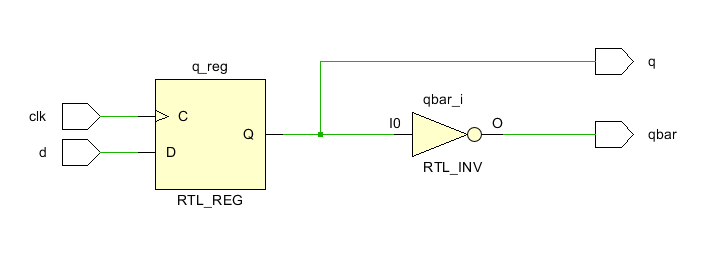 q_reg
clk
C
d
D
Q
RTL_REG
q
qbar_i
I0
O
qbar
RTL_INV